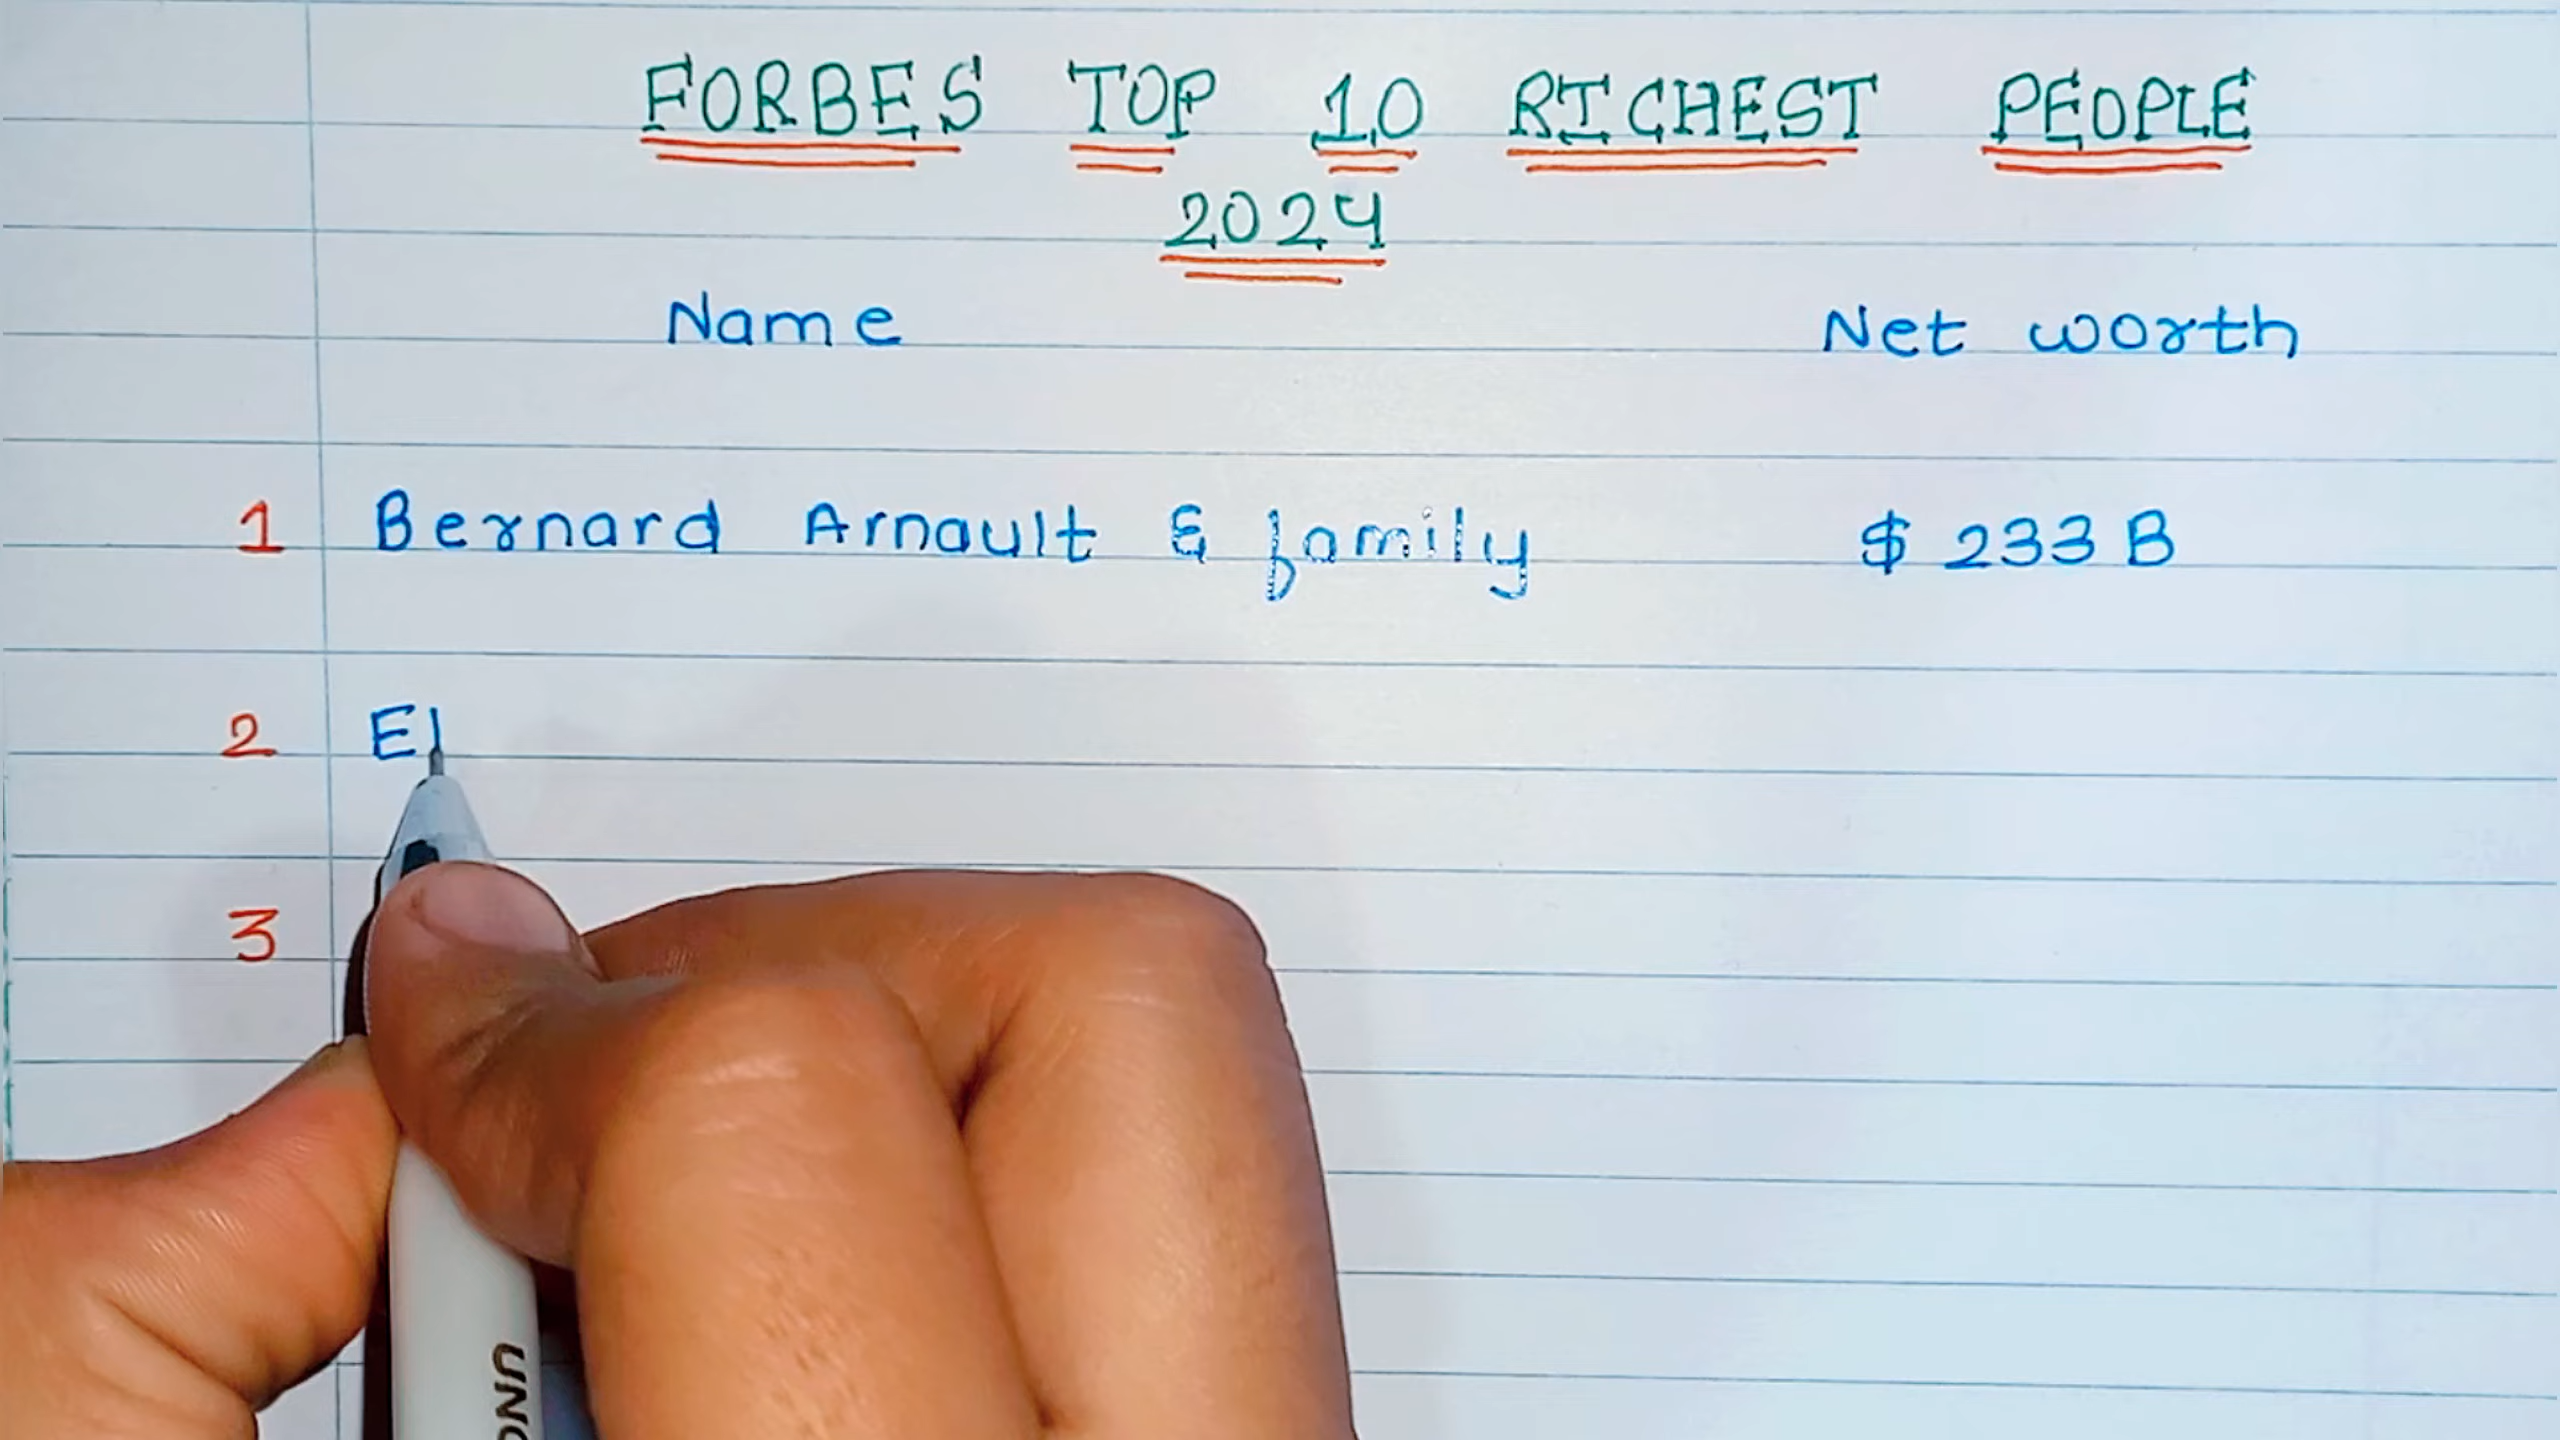 FORBES TOP 10 RICHEST PEOPLE
2024
Name Net worth
1 Bernard Arnault & family $ 233 B
2 El
3